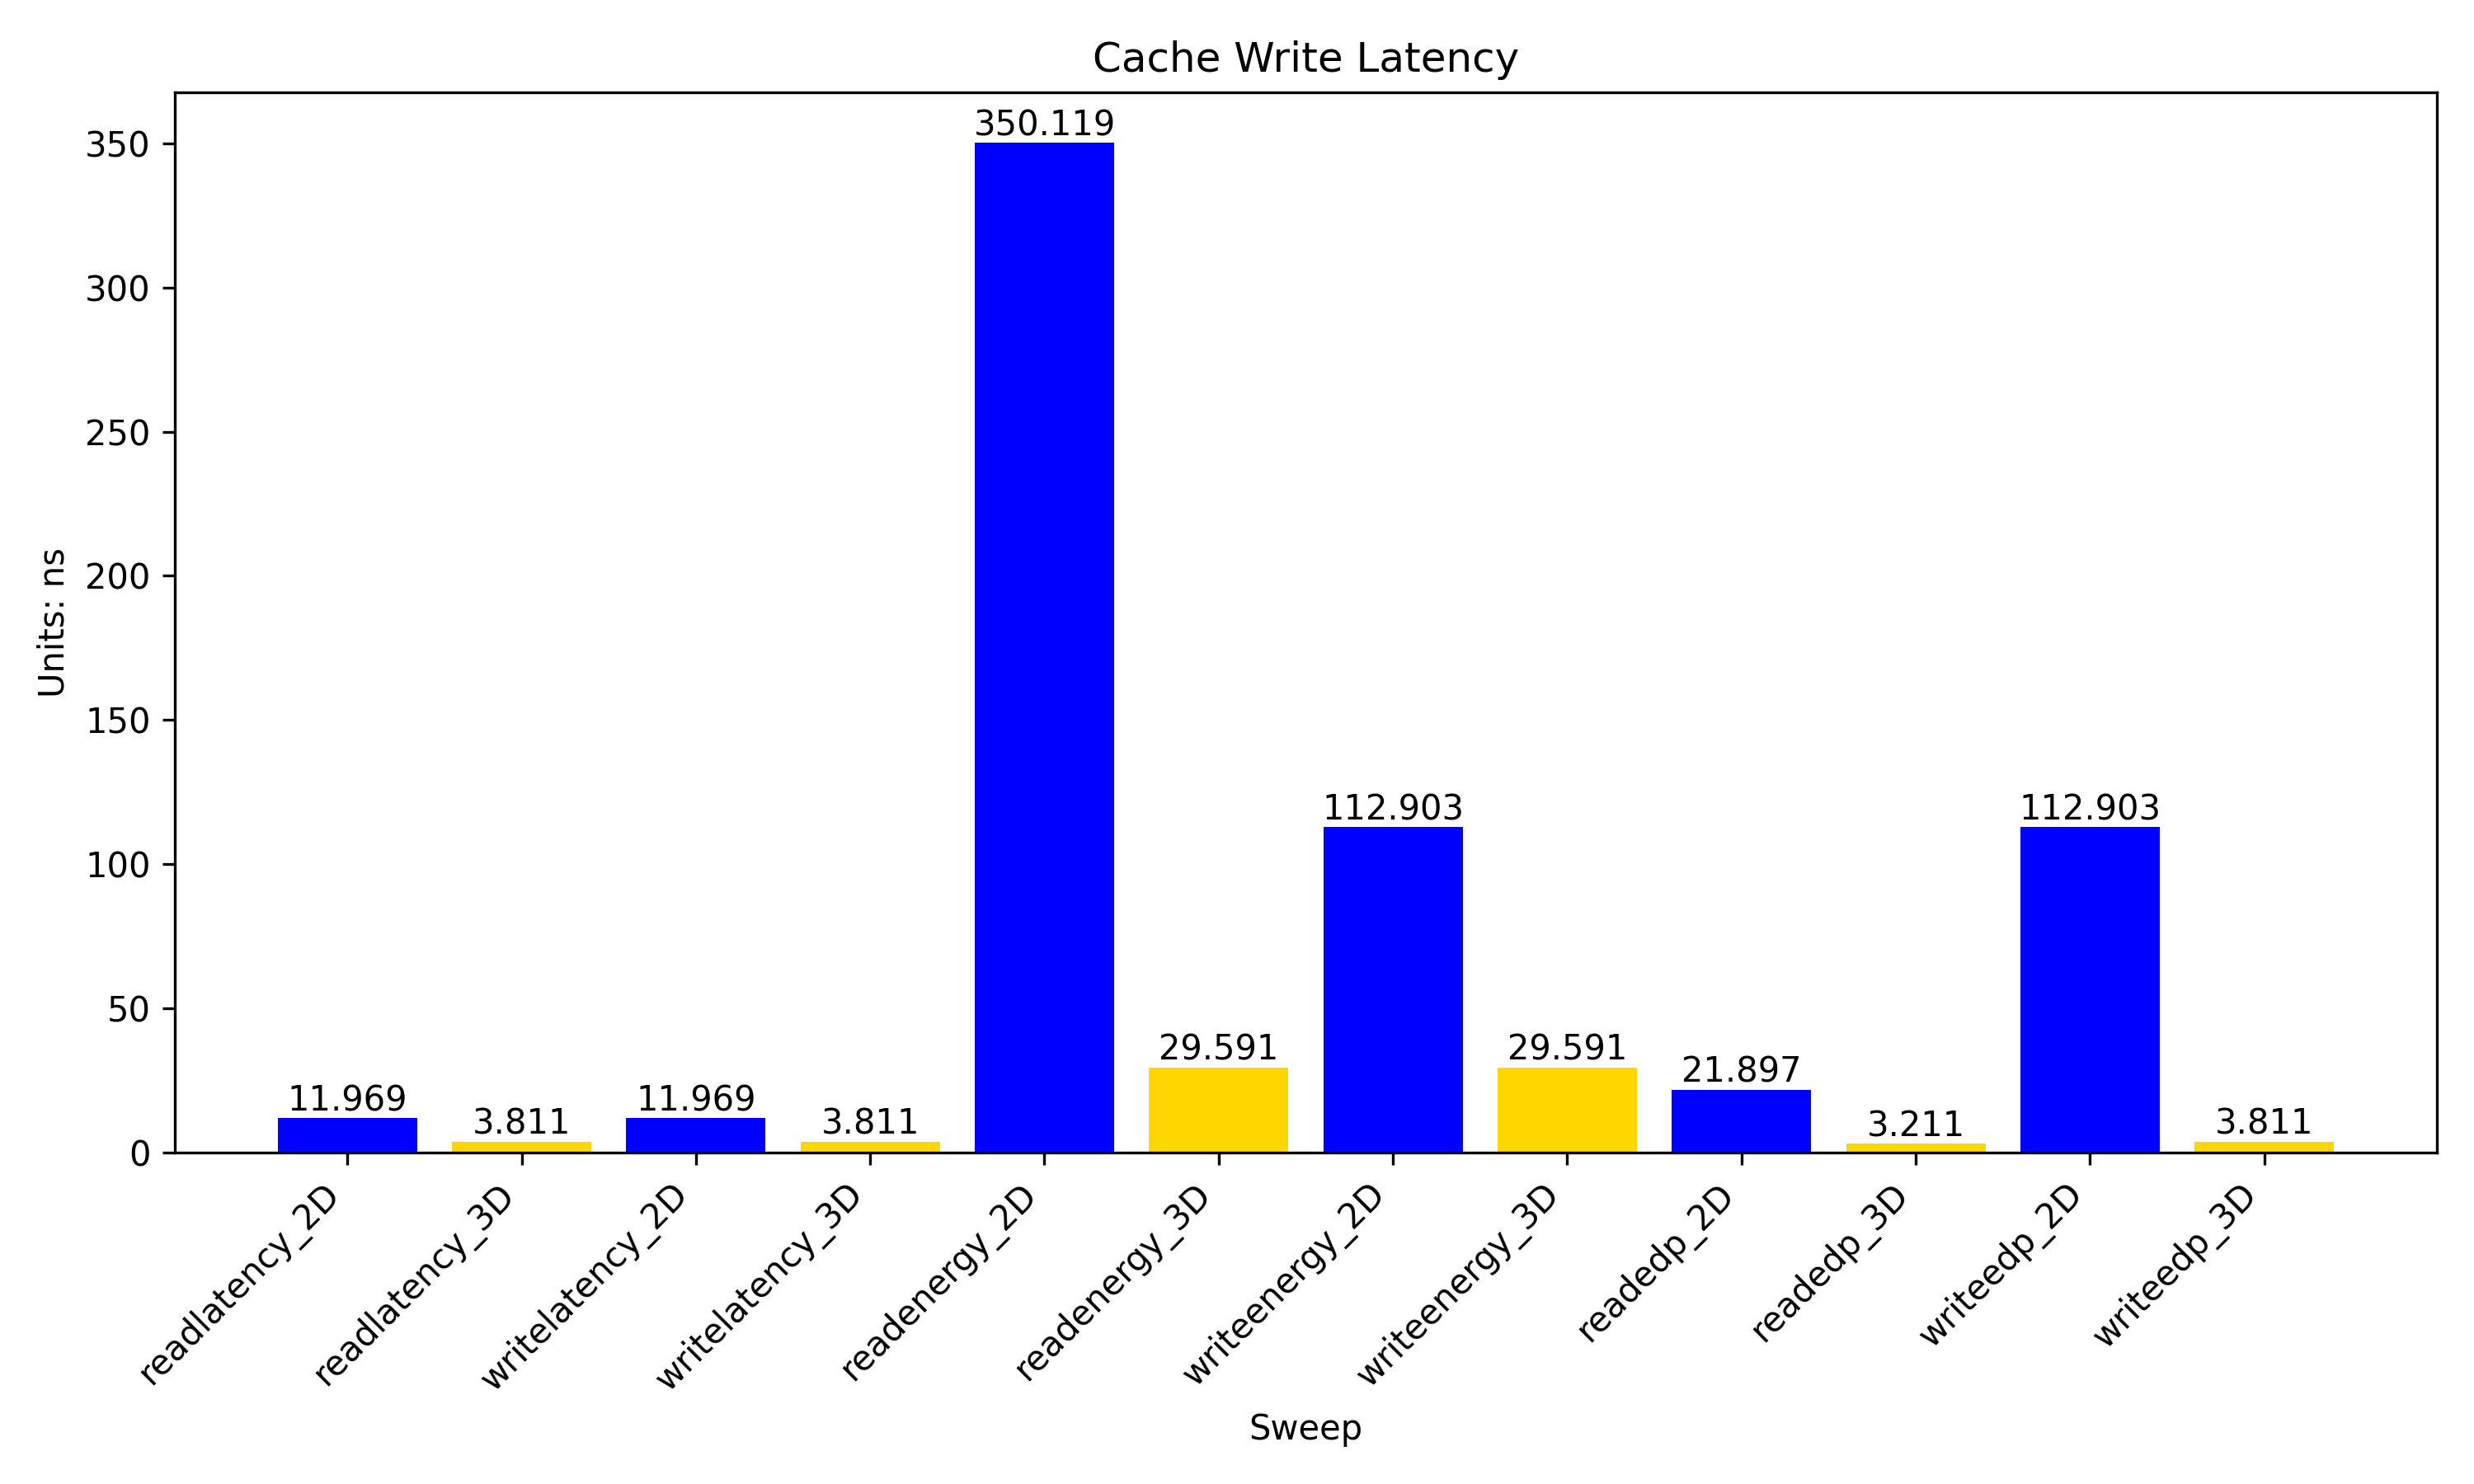 Cache Write Latency
Units: ns
350
300
250
200
150
100
50
0
11.969
3.811
11.969
3.811
350.119
29.591
112.903
29.591
21.897
3.211
112.903
3.811
readlatency_2D
readlatency_3D
writelatency_2D
writelatency_3D
readenergy_2D
readenergy_3D
writeenergy_2D
writeenergy_3D
readedp_2D
readedp_3D
writeedp_2D
writeedp_3D
Sweep